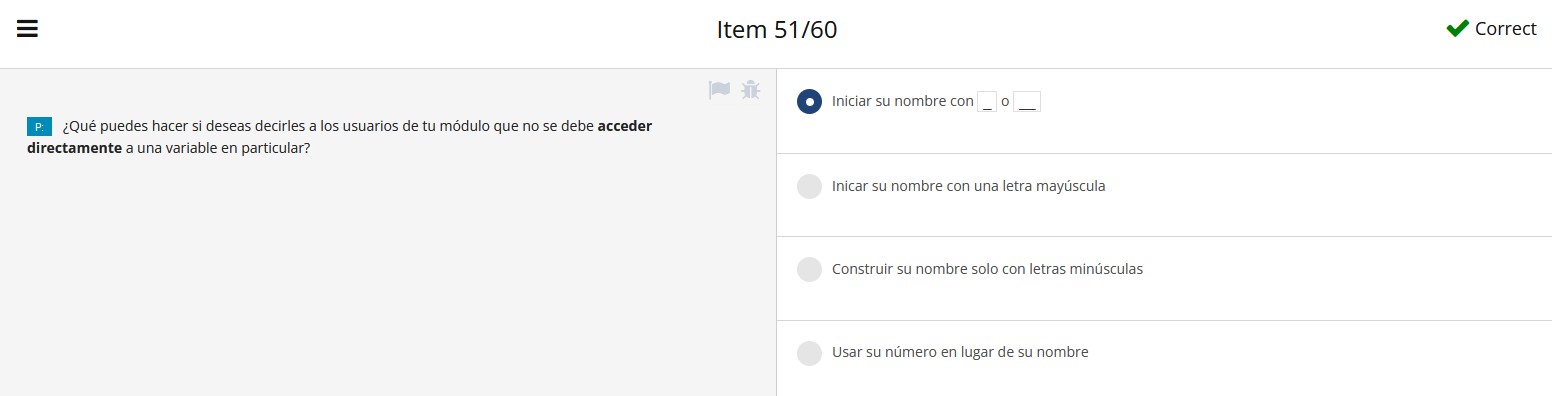 Item 51/60
Correct
P: ¿Qué puedes hacer si deseas decirles a los usuarios de tu módulo que no se debe acceder
directamente a una variable en particular?
Iniciar su nombre con _ o __
Inicar su nombre con una letra mayúscula
Construir su nombre solo con letras minúsculas
Usar su número en lugar de su nombre